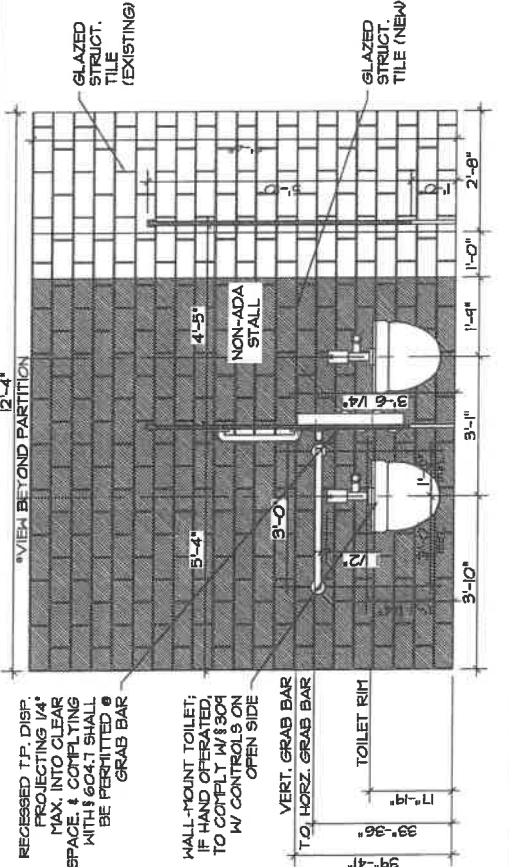 12'-4"
*VIEW BEYOND PARTITION
GLAZED
STRUCT.
TILE
(EXISTING)
RECESSED T.P. DISP.
PROJECTING 1/4"
MAX. INTO CLEAR
SPACE, & COMPLYING
WITH § 604.7 SHALL
BE PERMITTED @
GRAB BAR
WALL-MOUNT TOILET;
IF HAND OPERATED,
TO COMPLY W/ § 309
W/ CONTROLS ON
OPEN SIDE
VERT. GRAB BAR
T.O. HORZ. GRAB BAR
TOILET RIM
5'-4"
4'-5"
NON-ADA
STALL
3'-0"
3'-6 1/4"
GLAZED
STRUCT.
TILE (NEW)
3'-10"
3'-1"
1'-9"
1'-0"
2'-8"
17"-19"
33"-36"
39"-41"